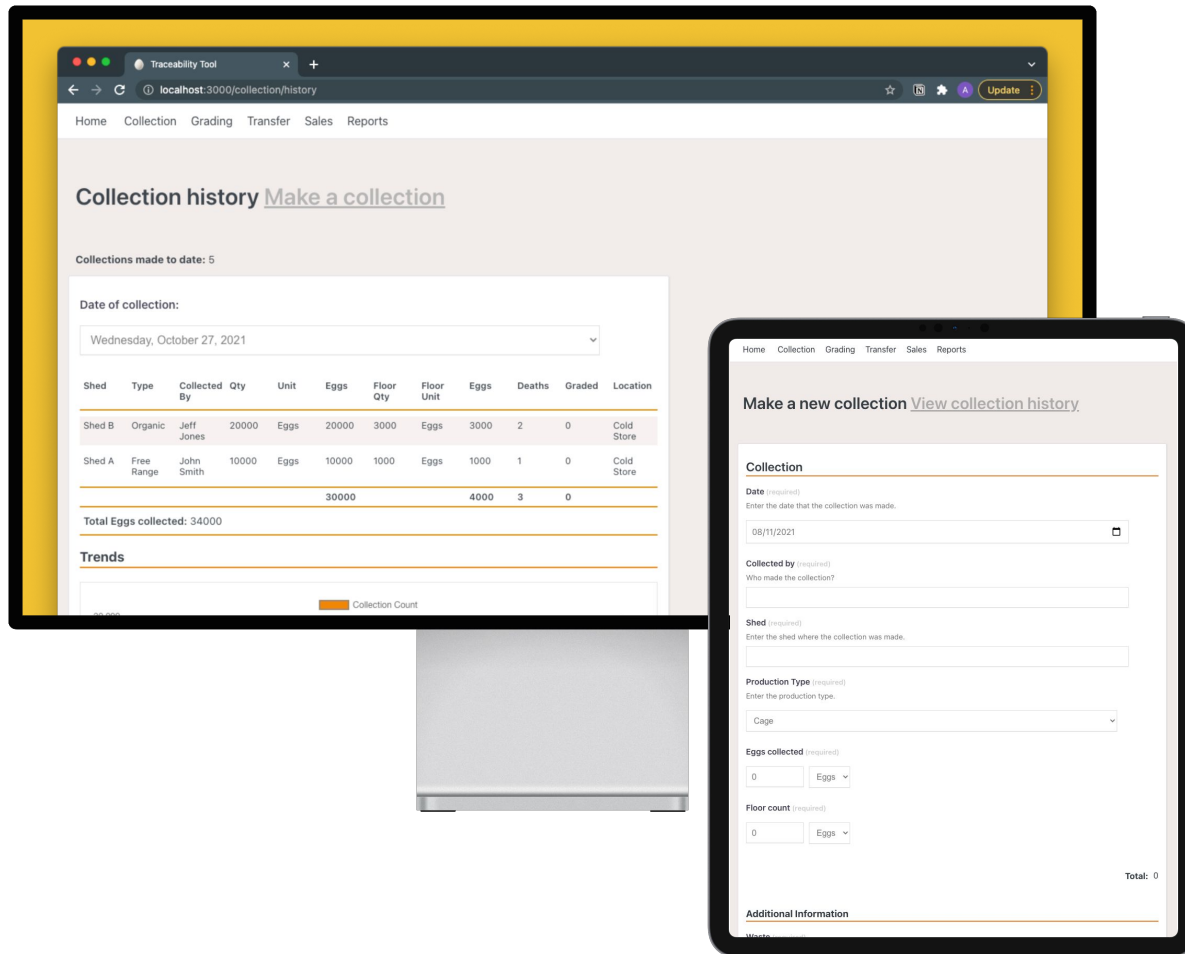 Traceability Tool
localhost:3000/collection/history
A
Update
Home Collection Grading Transfer Sales Reports
Collection history Make a collection
Collections made to date: 5
Date of collection:
Wednesday, October 27, 2021
Shed Type Collected By Qty Unit Eggs Floor Qty Floor Unit Eggs Deaths Graded Location
Shed B Organic Jeff Jones 20000 Eggs 20000 3000 Eggs 3000 2 0 Cold Store
Shed A Free Range John Smith 10000 Eggs 10000 1000 Eggs 1000 1 0 Cold Store
30000 4000 3 0
Total Eggs collected: 34000
Trends
Collection Count
Home Collection Grading Transfer Sales Reports
Make a new collection View collection history
Collection
Date (required)
Enter the date that the collection was made.
08/11/2021
Collected by (required)
Who made the collection?
Shed (required)
Enter the shed where the collection was made.
Production Type (required)
Enter the production type.
Cage
Eggs collected (required)
0 Eggs
Floor count (required)
0 Eggs
Total: 0
Additional Information